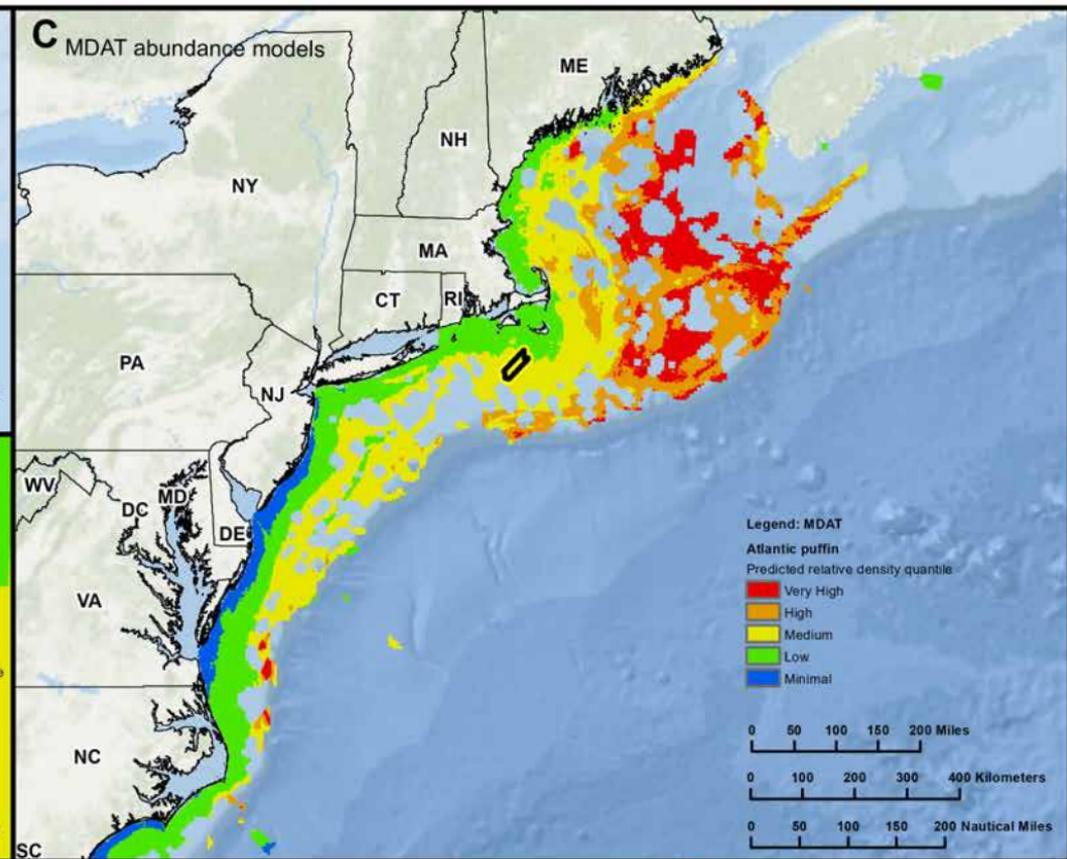 C MDAT abundance models
ME
NH
NY
MA
CT
RI
PA
NJ
WV
MD
DC
DE
VA
NC
SC
Legend: MDAT
Atlantic puffin
Predicted relative density quantile
Very High
High
Medium
Low
Minimal
0 50 100 150 200 Miles
0 100 200 300 400 Kilometers
0 50 100 150 200 Nautical Miles